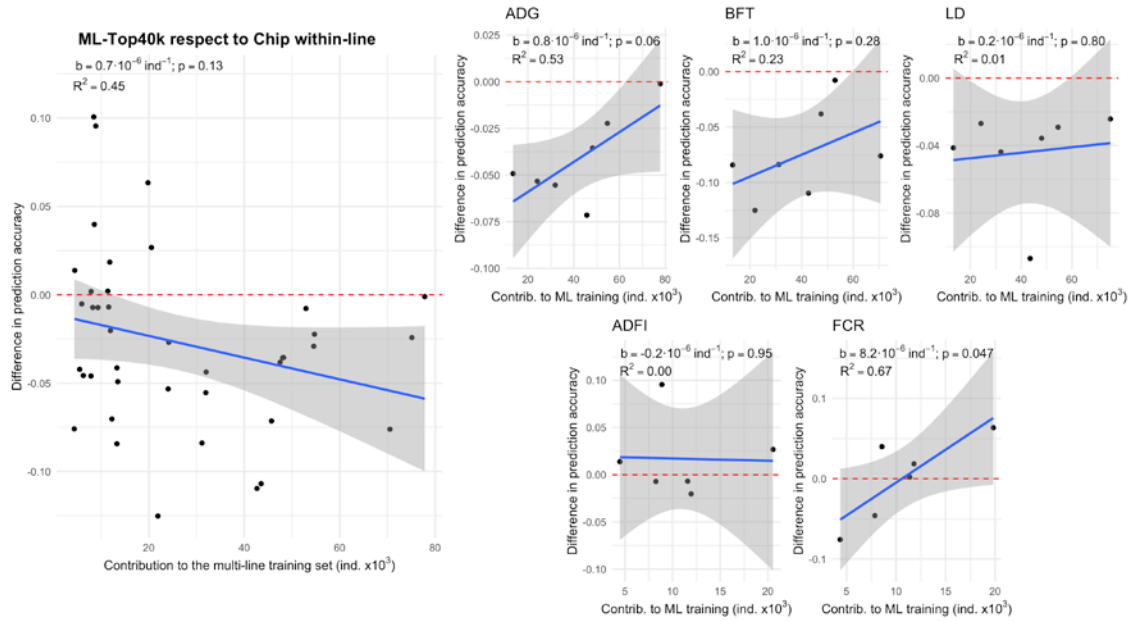 ML-Top40k respect to Chip within-line
b = 0.7·10⁻⁶ ind⁻¹; p = 0.13
R² = 0.45
Difference in prediction accuracy
0.10
0.05
0.00
-0.05
-0.10
20
40
60
80
Contribution to the multi-line training set (ind. x10³)
ADG
b = 0.8·10⁻⁶ ind⁻¹; p = 0.06
R² = 0.53
Difference in prediction accuracy
0.000
-0.025
-0.050
-0.075
-0.100
20
40
60
80
Contrib. to ML training (ind. x10³)
BFT
b = 1.0·10⁻⁶ ind⁻¹; p = 0.28
R² = 0.23
Difference in prediction accuracy
0.00
-0.05
-0.10
-0.15
20
40
60
Contrib. to ML training (ind. x10³)
LD
b = 0.2·10⁻⁶ ind⁻¹; p = 0.80
R² = 0.01
Difference in prediction accuracy
0.00
-0.04
-0.08
20
40
60
Contrib. to ML training (ind. x10³)
ADFI
b = -0.2·10⁻⁶ ind⁻¹; p = 0.95
R² = 0.00
Difference in prediction accuracy
0.10
0.05
0.00
-0.05
-0.10
5
10
15
20
Contrib. to ML training (ind. x10³)
FCR
b = 8.2·10⁻⁶ ind⁻¹; p = 0.047
R² = 0.67
Difference in prediction accuracy
0.1
0.0
-0.1
5
10
15
20
Contrib. to ML training (ind. x10³)